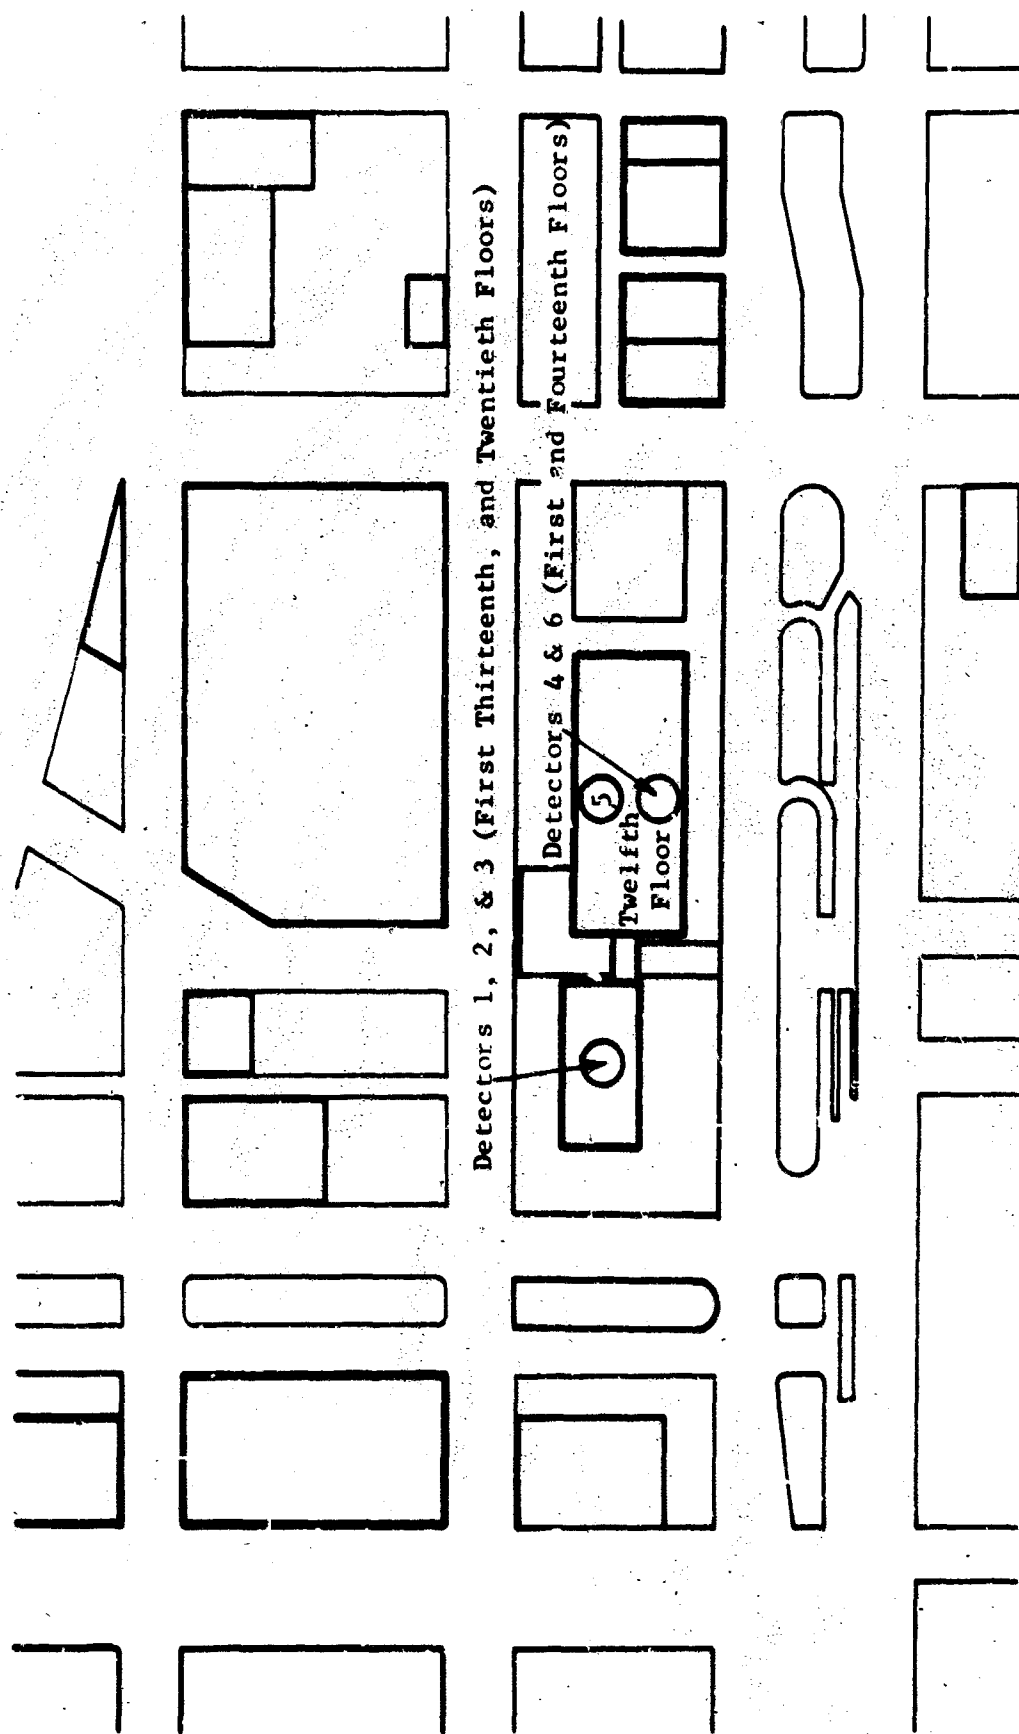 Detectors 1, 2, & 3 (First Thirteenth, and Twentieth Floors)
Detectors 4 & 6 (First and Fourteenth Floors)
5
Twelfth
Floor